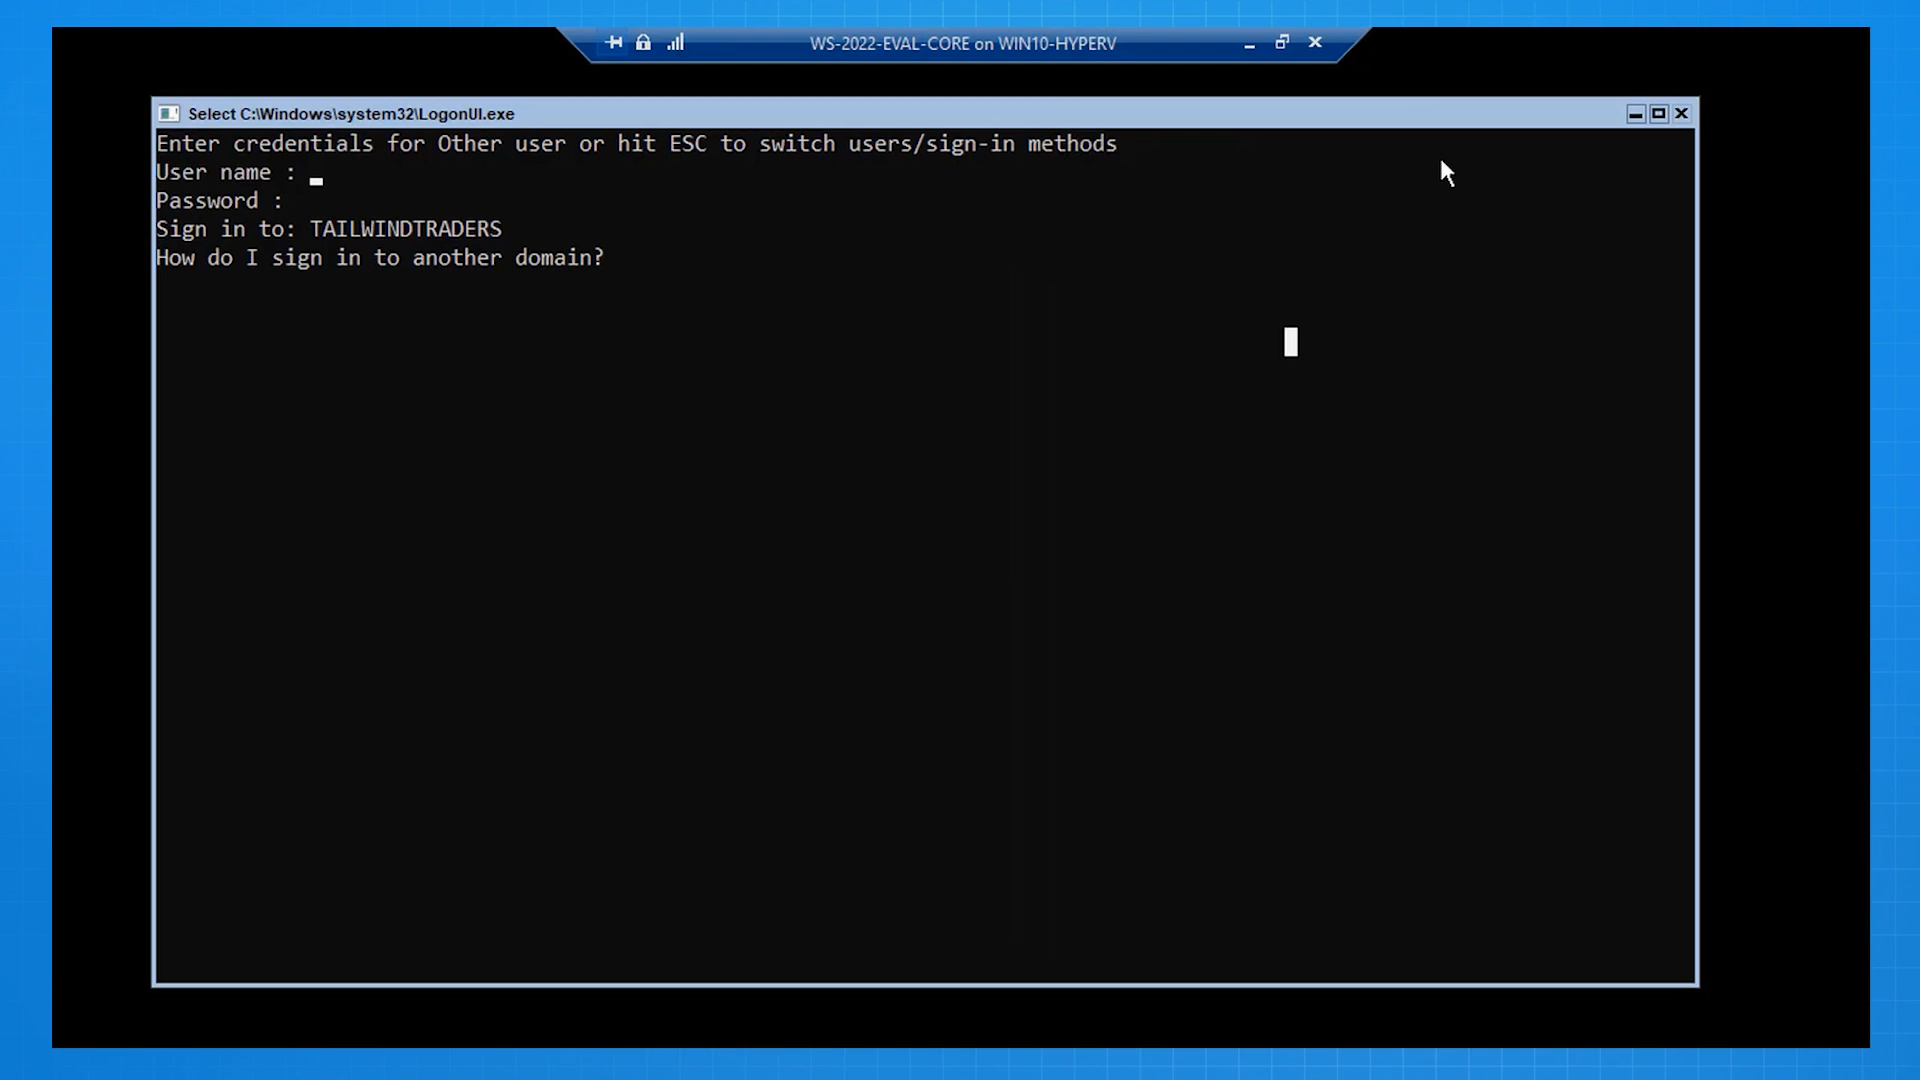 WS-2022-EVAL-CORE on WIN10-HYPERV
Select C:\Windows\system32\LogonUI.exe
Enter credentials for Other user or hit ESC to switch users/sign-in methods
User name :
Password :
Sign in to: TAILWINDTRADERS
How do I sign in to another domain?